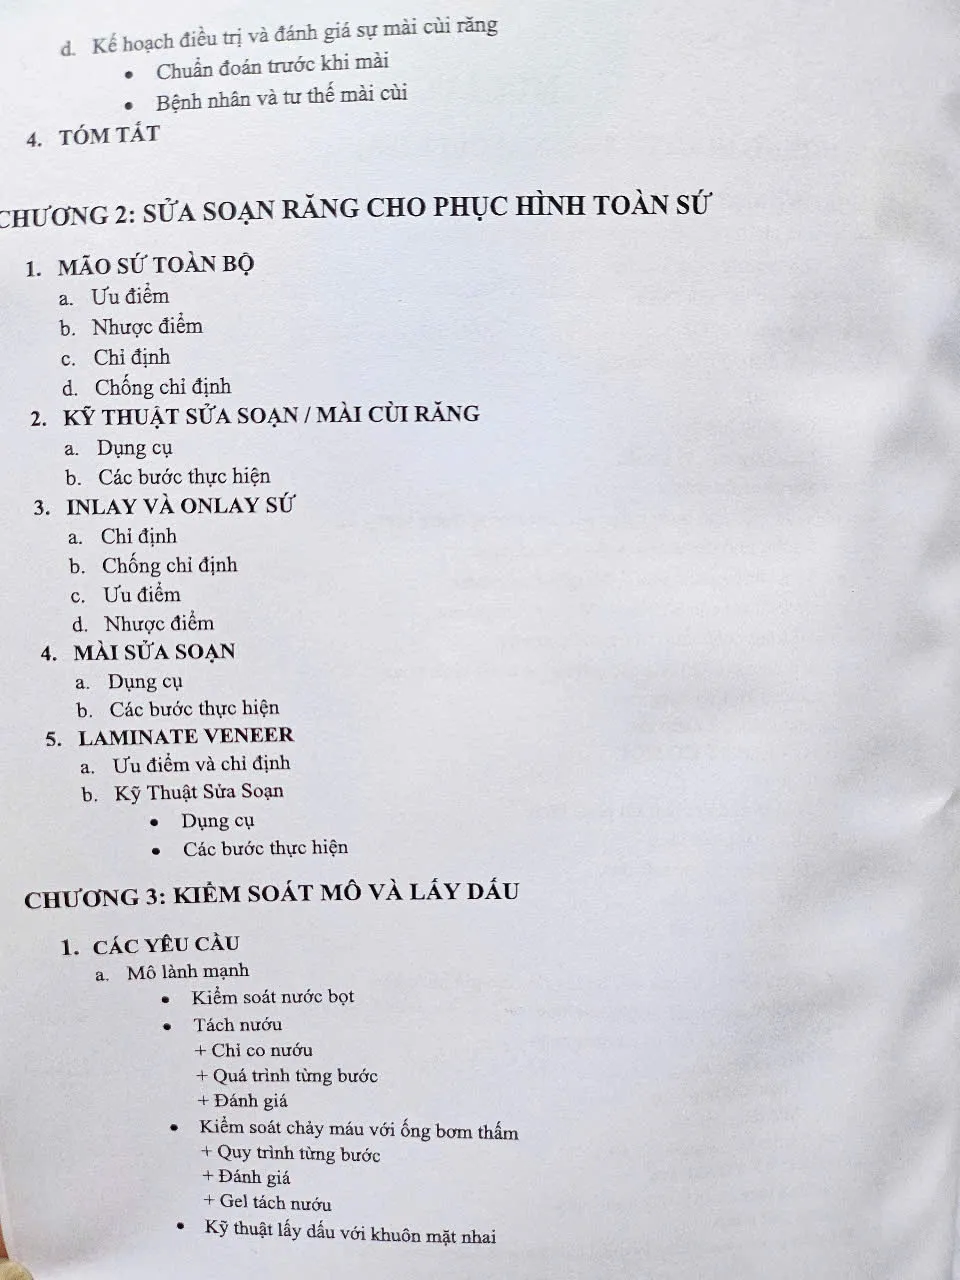 d. Kế hoạch điều trị và đánh giá sự mài cùi răng
• Chuẩn đoán trước khi mài
• Bệnh nhân và tư thế mài cùi
4. TÓM TẮT
CHƯƠNG 2: SỬA SOẠN RĂNG CHO PHỤC HÌNH TOÀN SỨ
1. MÃO SỨ TOÀN BỘ
a. Ưu điểm
b. Nhược điểm
c. Chỉ định
d. Chống chỉ định
2. KỸ THUẬT SỬA SOẠN / MÀI CÙI RĂNG
a. Dụng cụ
b. Các bước thực hiện
3. INLAY VÀ ONLAY SỨ
a. Chỉ định
b. Chống chỉ định
c. Ưu điểm
d. Nhược điểm
4. MÀI SỬA SOẠN
a. Dụng cụ
b. Các bước thực hiện
5. LAMINATE VENEER
a. Ưu điểm và chỉ định
b. Kỹ Thuật Sửa Soạn
• Dụng cụ
• Các bước thực hiện
CHƯƠNG 3: KIỂM SOÁT MÔ VÀ LẤY DẤU
1. CÁC YÊU CẦU
a. Mô lành mạnh
• Kiểm soát nước bọt
• Tách nướu
+ Chỉ co nướu
+ Quá trình từng bước
+ Đánh giá
• Kiểm soát chảy máu với ống bơm thấm
+ Quy trình từng bước
+ Đánh giá
+ Gel tách nướu
• Kỹ thuật lấy dấu với khuôn mặt nhai